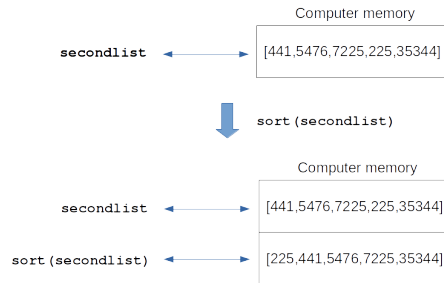 Computer memory
secondlist
[441,5476,7225,225,35344]
sort(secondlist)
Computer memory
secondlist
[441,5476,7225,225,35344]
sort(secondlist)
[225,441,5476,7225,35344]